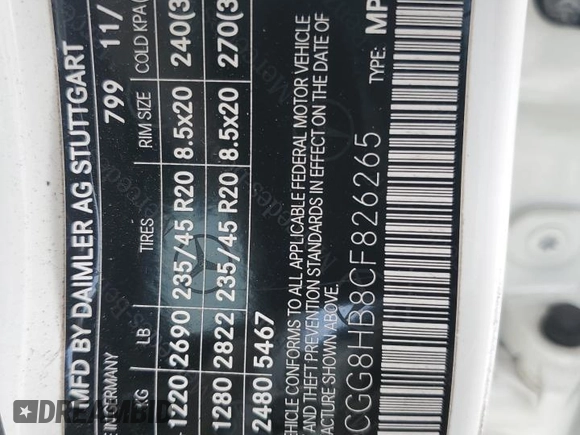 MFD BY DAIMLER AG STUTTGART
IN GERMANY 799 11/
KG LB TIRES RIM SIZE COLD KPA(
1220 2690 235/45 R20 8.5x20 240(3
1280 2822 235/45 R20 8.5x20 270(3
2480 5467
VEHICLE CONFORMS TO ALL APPLICABLE FEDERAL MOTOR VEHICLE
AND THEFT PREVENTION STANDARDS IN EFFECT ON THE DATE OF
SHOWN ABOVE.
CGG8HB8CF826265 TYPE: MP
DREAMBID